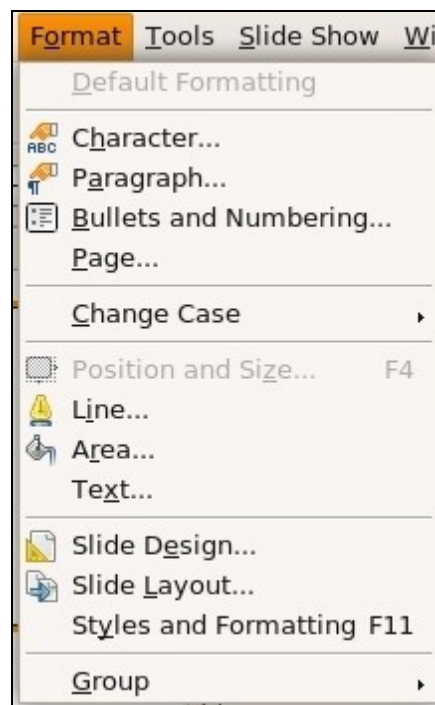 Format Tools Slide Show Wi
Default Formatting
ABC Character...
¶ Paragraph...
Bullets and Numbering...
Page...
Change Case
Position and Size... F4
Line...
Area...
Text...
Slide Design...
Slide Layout...
Styles and Formatting F11
Group